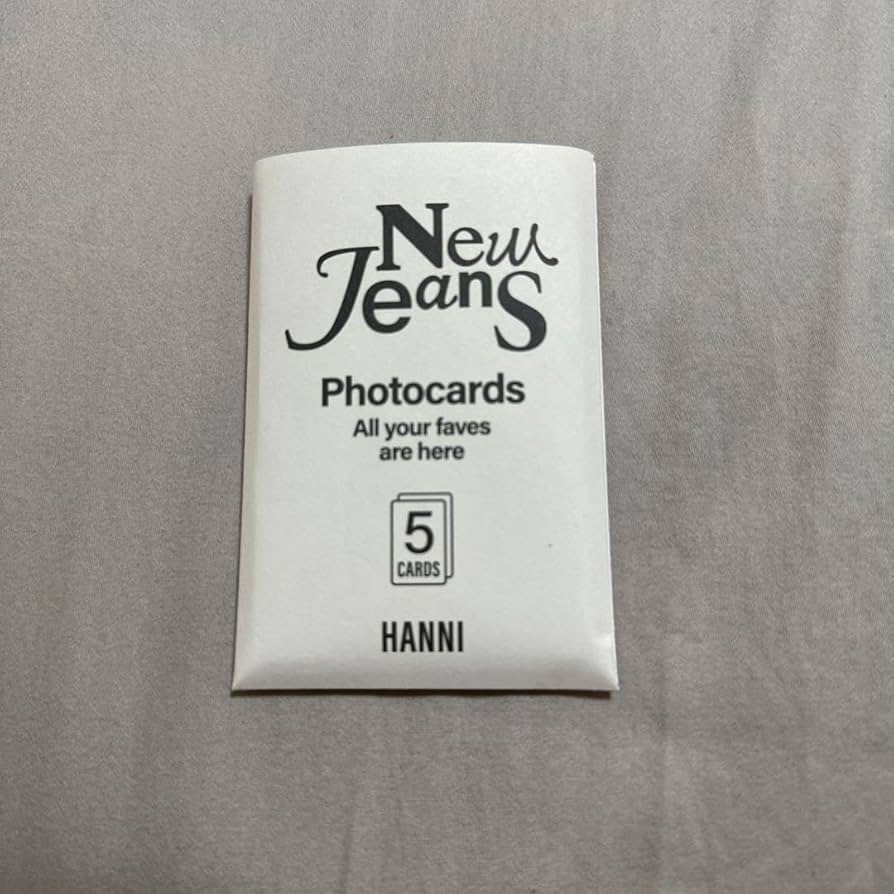 New
Jeans
Photocards
All your faves
are here
5
CARDS
HANNI